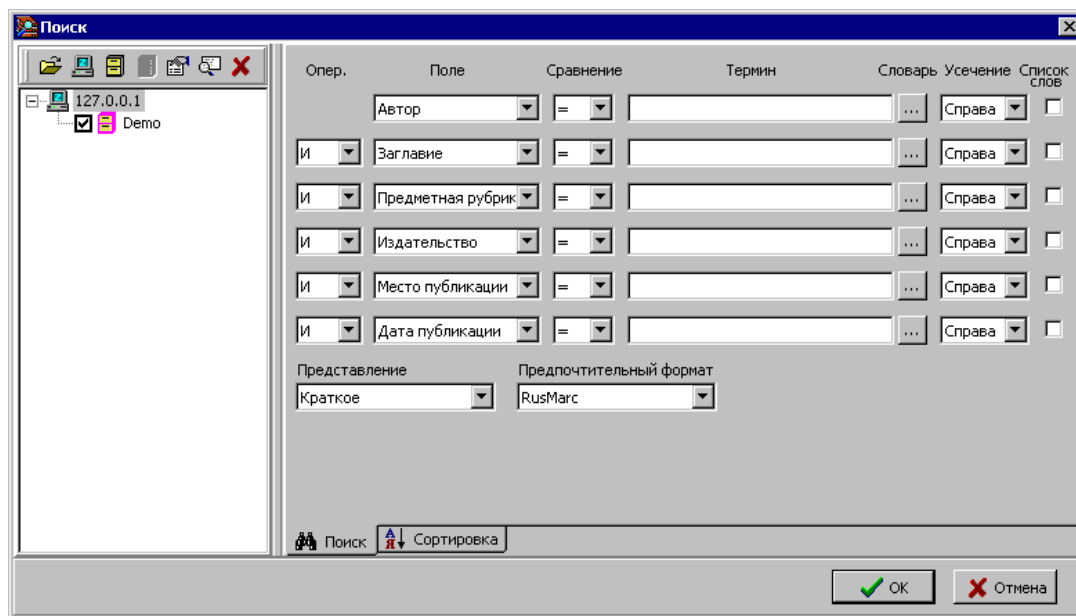 Поиск
127.0.0.1
Demo
Опер. Поле Сравнение Термин Словарь Усечение Список слов
Автор = ... Справа
И Заглавие = ... Справа
И Предметная рубрик = ... Справа
И Издательство = ... Справа
И Место публикации = ... Справа
И Дата публикации = ... Справа
Представление Предпочтительный формат
Краткое RusMarc
Поиск Сортировка
OK Отмена